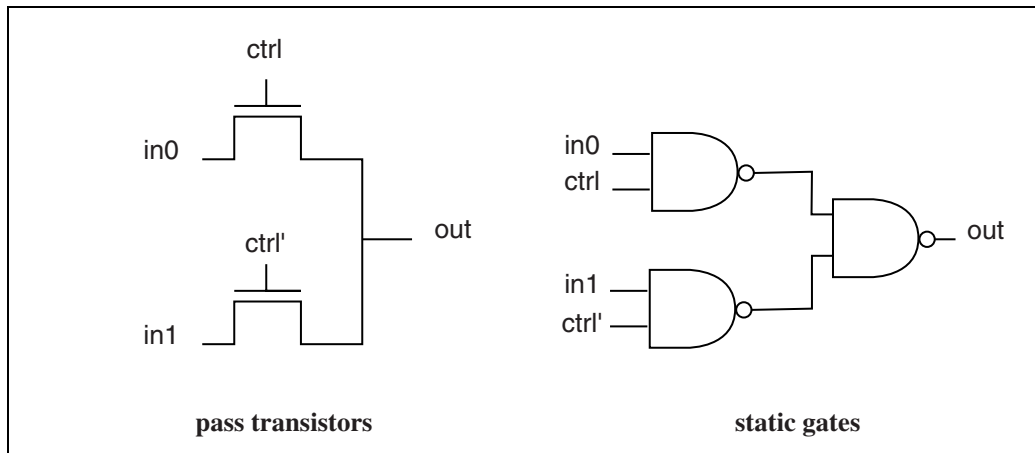 ctrl
in0
ctrl'
out
in1
pass transistors
in0
ctrl
in1
ctrl'
out
static gates